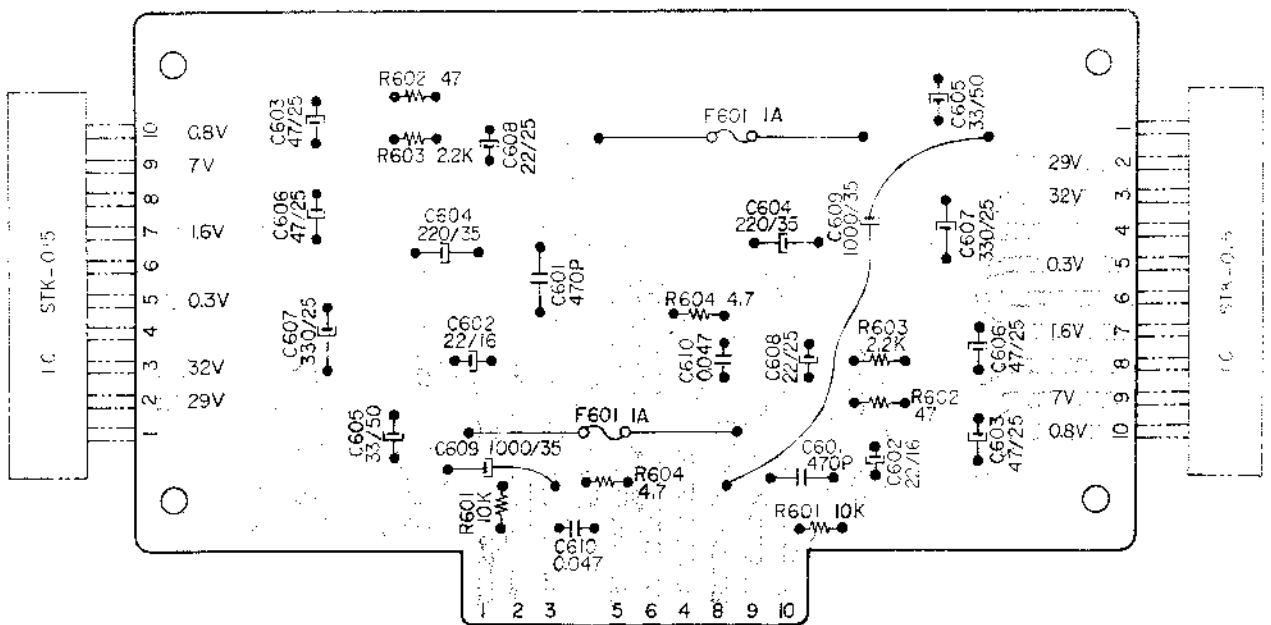 R602 47
C603
47/25
R603 2.2K
C608
22/25
F601 1A
C605
33/50
10 0.8V
9 7V
8
7 1.6V
6
5 0.3V
4
3 32V
2 29V
1
IC STK-015
C606
47/25
C604
220/35
C601
470P
C607
330/25
C602
22/16
C605
33/50
C604
220/35
C609
1000/35
C607
330/25
R604 4.7
C610
0.047
C608
22/25
R603
2.2K
C606
47/25
R602
47
C603
47/25
1
29V 2
32V 3
4
0.3V 5
6
1.6V 7
8
7V 9
0.8V 10
IC STK-015
F601 1A
C609 1000/35
R601
10K
R604
4.7
C610
0.047
470P
C602
22/16
R601 10K
1 2 3 5 6 4 8 9 10